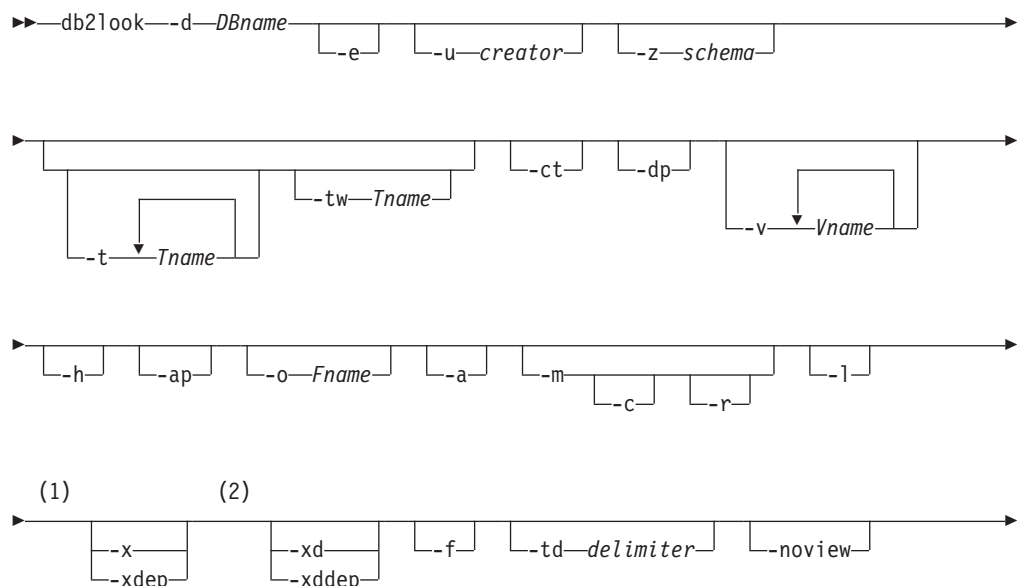 db2look -d DBname -e -u creator -z schema
-t Tname -tw Tname -ct -dp -v Vname
-h -ap -o Fname -a -m -c -r -l
(1) (2)
-x -xd -f -td delimiter -noview
-xdep -xddep